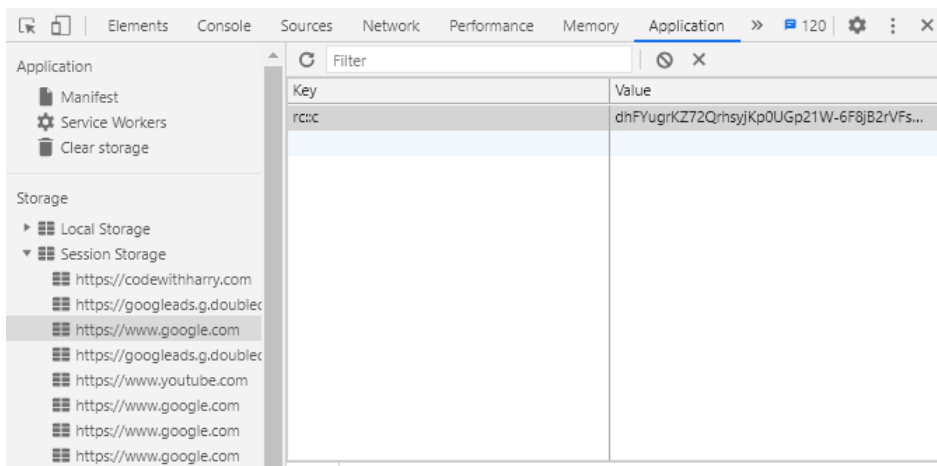 Elements Console Sources Network Performance Memory Application » 120
Application
Manifest
Service Workers
Clear storage
Storage
Local Storage
Session Storage
https://codewithharry.com
https://googleads.g.doublec
https://www.google.com
https://googleads.g.doublec
https://www.youtube.com
https://www.google.com
https://www.google.com
https://www.google.com
Filter
Key Value
rc::c dhFYugrKZ72QrhsyjKp0UGp21W-6F8jB2rVFs...